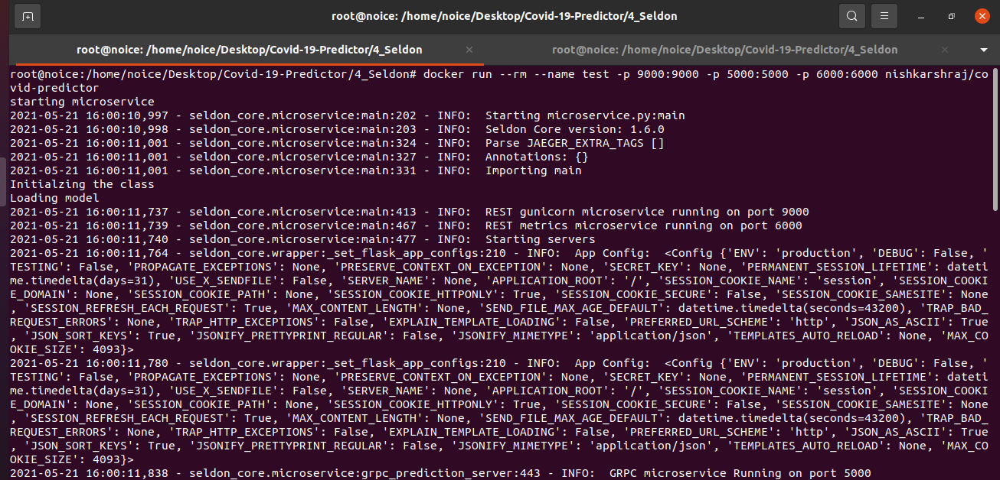 root@noice: /home/noice/Desktop/Covid-19-Predictor/4_Seldon
root@noice: /home/noice/Desktop/Covid-19-Predictor/4_Seldon × root@noice: /home/noice/Desktop/Covid-19-Predictor/4_Seldon ×
root@noice:/home/noice/Desktop/Covid-19-Predictor/4_Seldon# docker run --rm --name test -p 9000:9000 -p 5000:5000 -p 6000:6000 nishkarshraj/co
vid-predictor
starting microservice
2021-05-21 16:00:10,997 - seldon_core.microservice:main:202 - INFO:  Starting microservice.py:main
2021-05-21 16:00:10,998 - seldon_core.microservice:main:203 - INFO:  Seldon Core version: 1.6.0
2021-05-21 16:00:11,001 - seldon_core.microservice:main:324 - INFO:  Parse JAEGER_EXTRA_TAGS []
2021-05-21 16:00:11,001 - seldon_core.microservice:main:327 - INFO:  Annotations: {}
2021-05-21 16:00:11,001 - seldon_core.microservice:main:331 - INFO:  Importing main
Initialzing the class
Loading model
2021-05-21 16:00:11,737 - seldon_core.microservice:main:413 - INFO:  REST gunicorn microservice running on port 9000
2021-05-21 16:00:11,739 - seldon_core.microservice:main:467 - INFO:  REST metrics microservice running on port 6000
2021-05-21 16:00:11,740 - seldon_core.microservice:main:477 - INFO:  Starting servers
2021-05-21 16:00:11,764 - seldon_core.wrapper:_set_flask_app_configs:210 - INFO:  App Config:  <Config {'ENV': 'production', 'DEBUG': False, '
TESTING': False, 'PROPAGATE_EXCEPTIONS': None, 'PRESERVE_CONTEXT_ON_EXCEPTION': None, 'SECRET_KEY': None, 'PERMANENT_SESSION_LIFETIME': dateti
me.timedelta(days=31), 'USE_X_SENDFILE': False, 'SERVER_NAME': None, 'APPLICATION_ROOT': '/', 'SESSION_COOKIE_NAME': 'session', 'SESSION_COOKI
E_DOMAIN': None, 'SESSION_COOKIE_PATH': None, 'SESSION_COOKIE_HTTPONLY': True, 'SESSION_COOKIE_SECURE': False, 'SESSION_COOKIE_SAMESITE': None
, 'SESSION_REFRESH_EACH_REQUEST': True, 'MAX_CONTENT_LENGTH': None, 'SEND_FILE_MAX_AGE_DEFAULT': datetime.timedelta(seconds=43200), 'TRAP_BAD_
REQUEST_ERRORS': None, 'TRAP_HTTP_EXCEPTIONS': False, 'EXPLAIN_TEMPLATE_LOADING': False, 'PREFERRED_URL_SCHEME': 'http', 'JSON_AS_ASCII': True
, 'JSON_SORT_KEYS': True, 'JSONIFY_PRETTYPRINT_REGULAR': False, 'JSONIFY_MIMETYPE': 'application/json', 'TEMPLATES_AUTO_RELOAD': None, 'MAX_CO
OKIE_SIZE': 4093}>
2021-05-21 16:00:11,780 - seldon_core.wrapper:_set_flask_app_configs:210 - INFO:  App Config:  <Config {'ENV': 'production', 'DEBUG': False, '
TESTING': False, 'PROPAGATE_EXCEPTIONS': None, 'PRESERVE_CONTEXT_ON_EXCEPTION': None, 'SECRET_KEY': None, 'PERMANENT_SESSION_LIFETIME': dateti
me.timedelta(days=31), 'USE_X_SENDFILE': False, 'SERVER_NAME': None, 'APPLICATION_ROOT': '/', 'SESSION_COOKIE_NAME': 'session', 'SESSION_COOKI
E_DOMAIN': None, 'SESSION_COOKIE_PATH': None, 'SESSION_COOKIE_HTTPONLY': True, 'SESSION_COOKIE_SECURE': False, 'SESSION_COOKIE_SAMESITE': None
, 'SESSION_REFRESH_EACH_REQUEST': True, 'MAX_CONTENT_LENGTH': None, 'SEND_FILE_MAX_AGE_DEFAULT': datetime.timedelta(seconds=43200), 'TRAP_BAD_
REQUEST_ERRORS': None, 'TRAP_HTTP_EXCEPTIONS': False, 'EXPLAIN_TEMPLATE_LOADING': False, 'PREFERRED_URL_SCHEME': 'http', 'JSON_AS_ASCII': True
, 'JSON_SORT_KEYS': True, 'JSONIFY_PRETTYPRINT_REGULAR': False, 'JSONIFY_MIMETYPE': 'application/json', 'TEMPLATES_AUTO_RELOAD': None, 'MAX_CO
OKIE_SIZE': 4093}>
2021-05-21 16:00:11,838 - seldon_core.microservice:grpc_prediction_server:443 - INFO:  GRPC microservice Running on port 5000